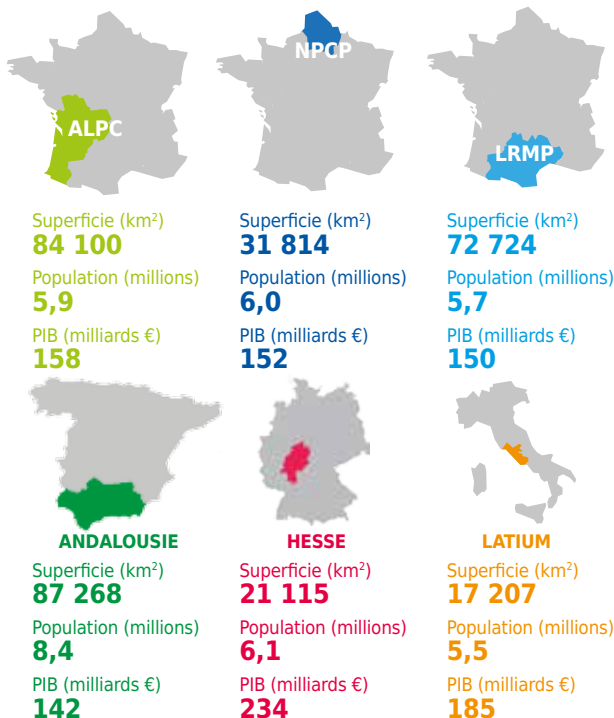 ALPC
NPCP
LRMP
Superficie (km²)
84 100
Population (millions)
5,9
PIB (milliards €)
158
Superficie (km²)
31 814
Population (millions)
6,0
PIB (milliards €)
152
Superficie (km²)
72 724
Population (millions)
5,7
PIB (milliards €)
150
ANDALOUSIE
Superficie (km²)
87 268
Population (millions)
8,4
PIB (milliards €)
142
HESSE
Superficie (km²)
21 115
Population (millions)
6,1
PIB (milliards €)
234
LATIUM
Superficie (km²)
17 207
Population (millions)
5,5
PIB (milliards €)
185